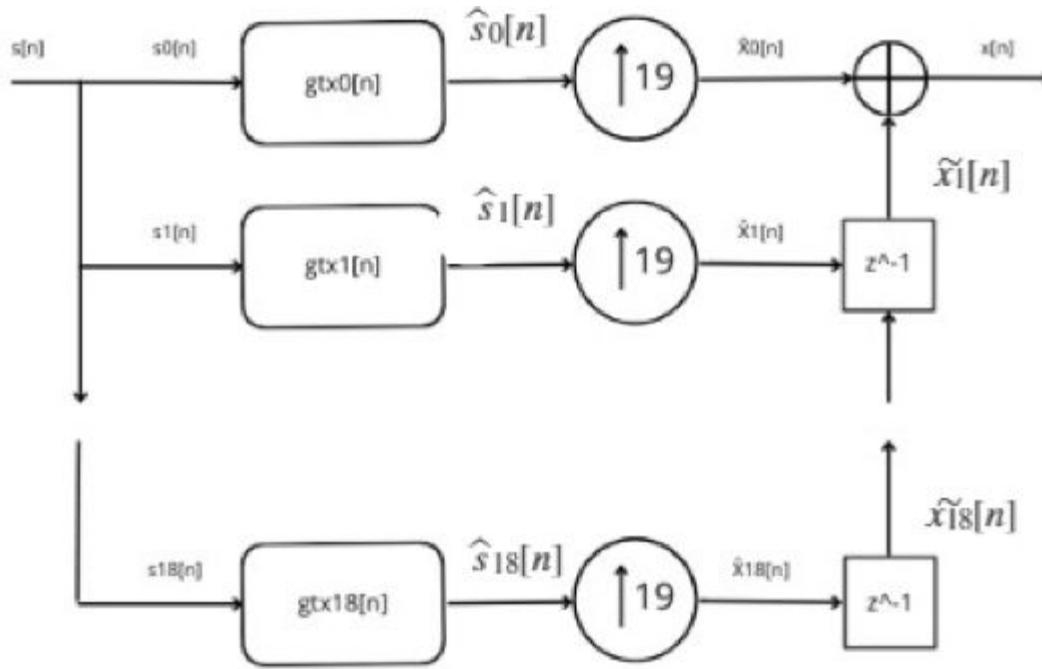 s[n] s0[n] gtx0[n] ŝ0[n] ↑19 x̂0[n] x[n]
x̃1[n]
s1[n] gtx1[n] ŝ1[n] ↑19 x̂1[n] z^-1
x̃18[n]
s18[n] gtx18[n] ŝ18[n] ↑19 x̂18[n] z^-1